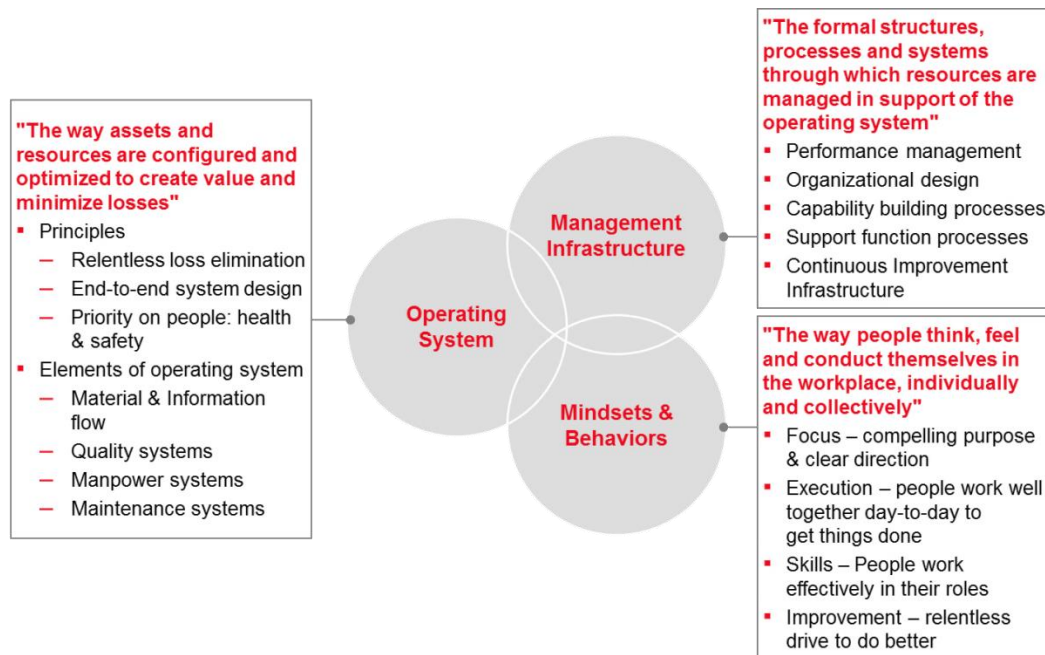 "The way assets and
resources are configured and
optimized to create value and
minimize losses"
▪ Principles
— Relentless loss elimination
— End-to-end system design
— Priority on people: health
& safety
▪ Elements of operating system
— Material & Information
flow
— Quality systems
— Manpower systems
— Maintenance systems
Operating
System
Management
Infrastructure
Mindsets &
Behaviors
"The formal structures,
processes and systems
through which resources are
managed in support of the
operating system"
▪ Performance management
▪ Organizational design
▪ Capability building processes
▪ Support function processes
▪ Continuous Improvement
Infrastructure
"The way people think, feel
and conduct themselves in
the workplace, individually
and collectively"
▪ Focus – compelling purpose
& clear direction
▪ Execution – people work well
together day-to-day to
get things done
▪ Skills – People work
effectively in their roles
▪ Improvement – relentless
drive to do better